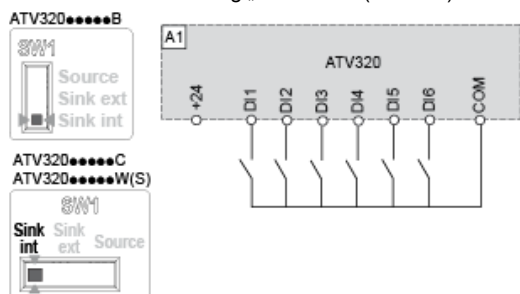 ATV320●●●●●B
SW1
Source
Sink ext
Sink int
A1
ATV320
+24
DI1
DI2
DI3
DI4
DI5
DI6
COM
ATV320●●●●●C
ATV320●●●●●W(S)
SW1
Sink int
Sink ext
Source